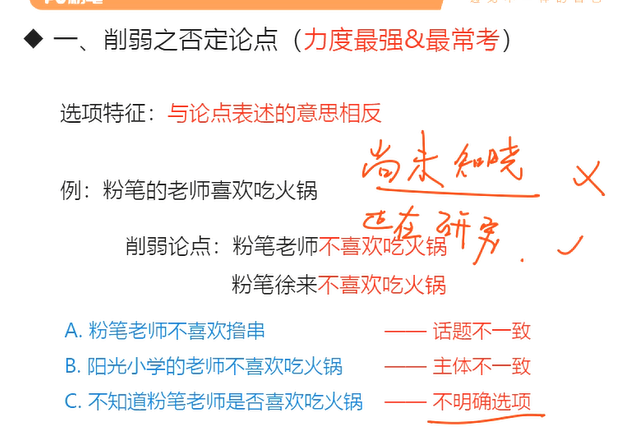 ◆ 一、削弱之否定论点（力度最强&最常考）
选项特征：与论点表述的意思相反
尚未知晓
例：粉笔的老师喜欢吃火锅
正在研究.
削弱论点：粉笔老师不喜欢吃火锅
粉笔徐来不喜欢吃火锅
A. 粉笔老师不喜欢撸串 —— 话题不一致
B. 阳光小学的老师不喜欢吃火锅 —— 主体不一致
C. 不知道粉笔老师是否喜欢吃火锅 —— 不明确选项